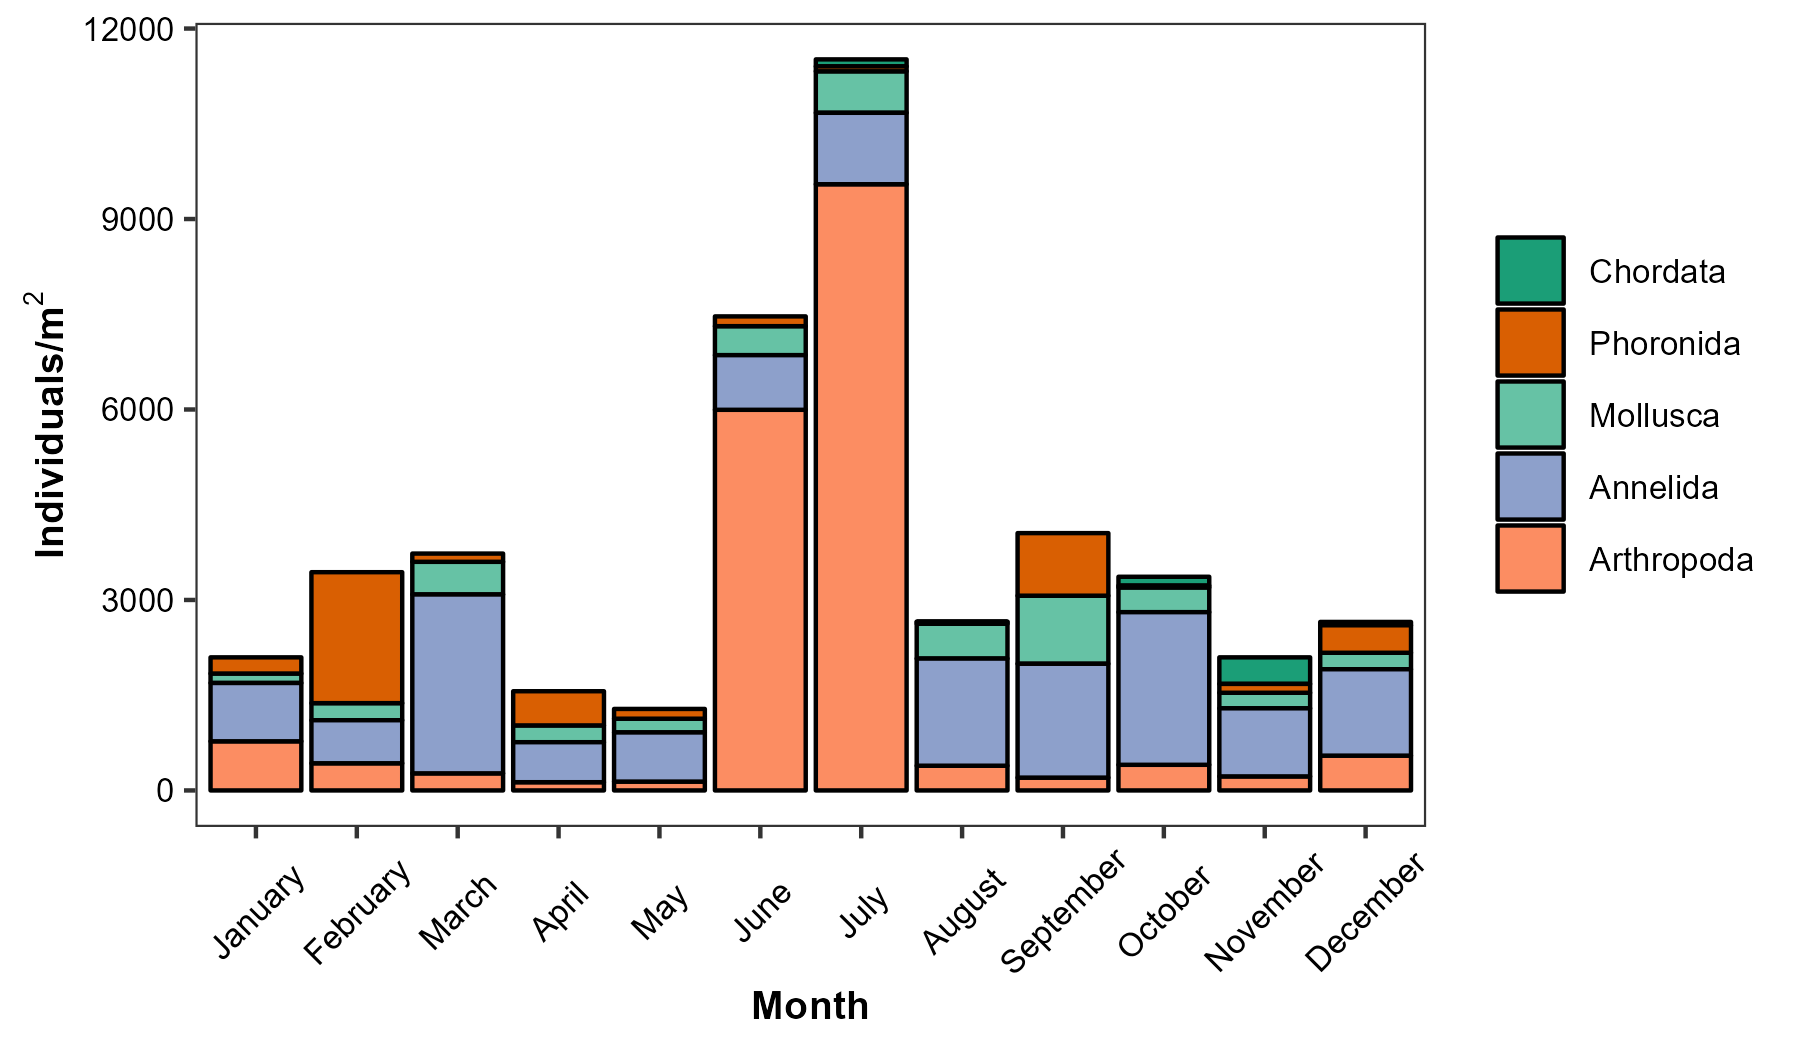 12000
9000
6000
3000
0
Individuals/m²
January
February
March
April
May
June
July
August
September
October
November
December
Month
Chordata
Phoronida
Mollusca
Annelida
Arthropoda